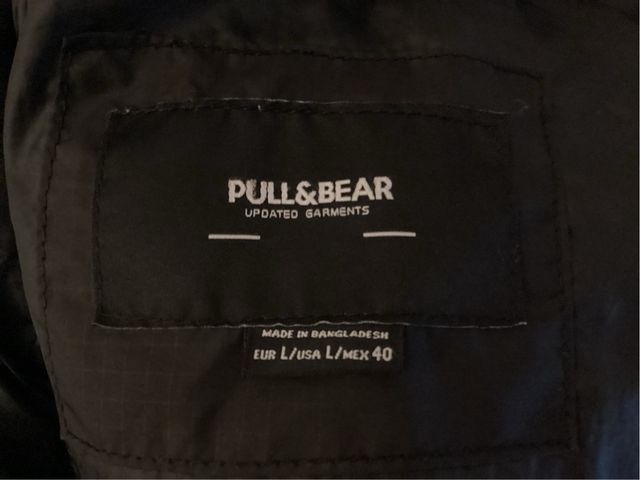 PULL&BEAR
UPDATED GARMENTS
MADE IN BANGLADESH
EUR L/USA L/MEX 40